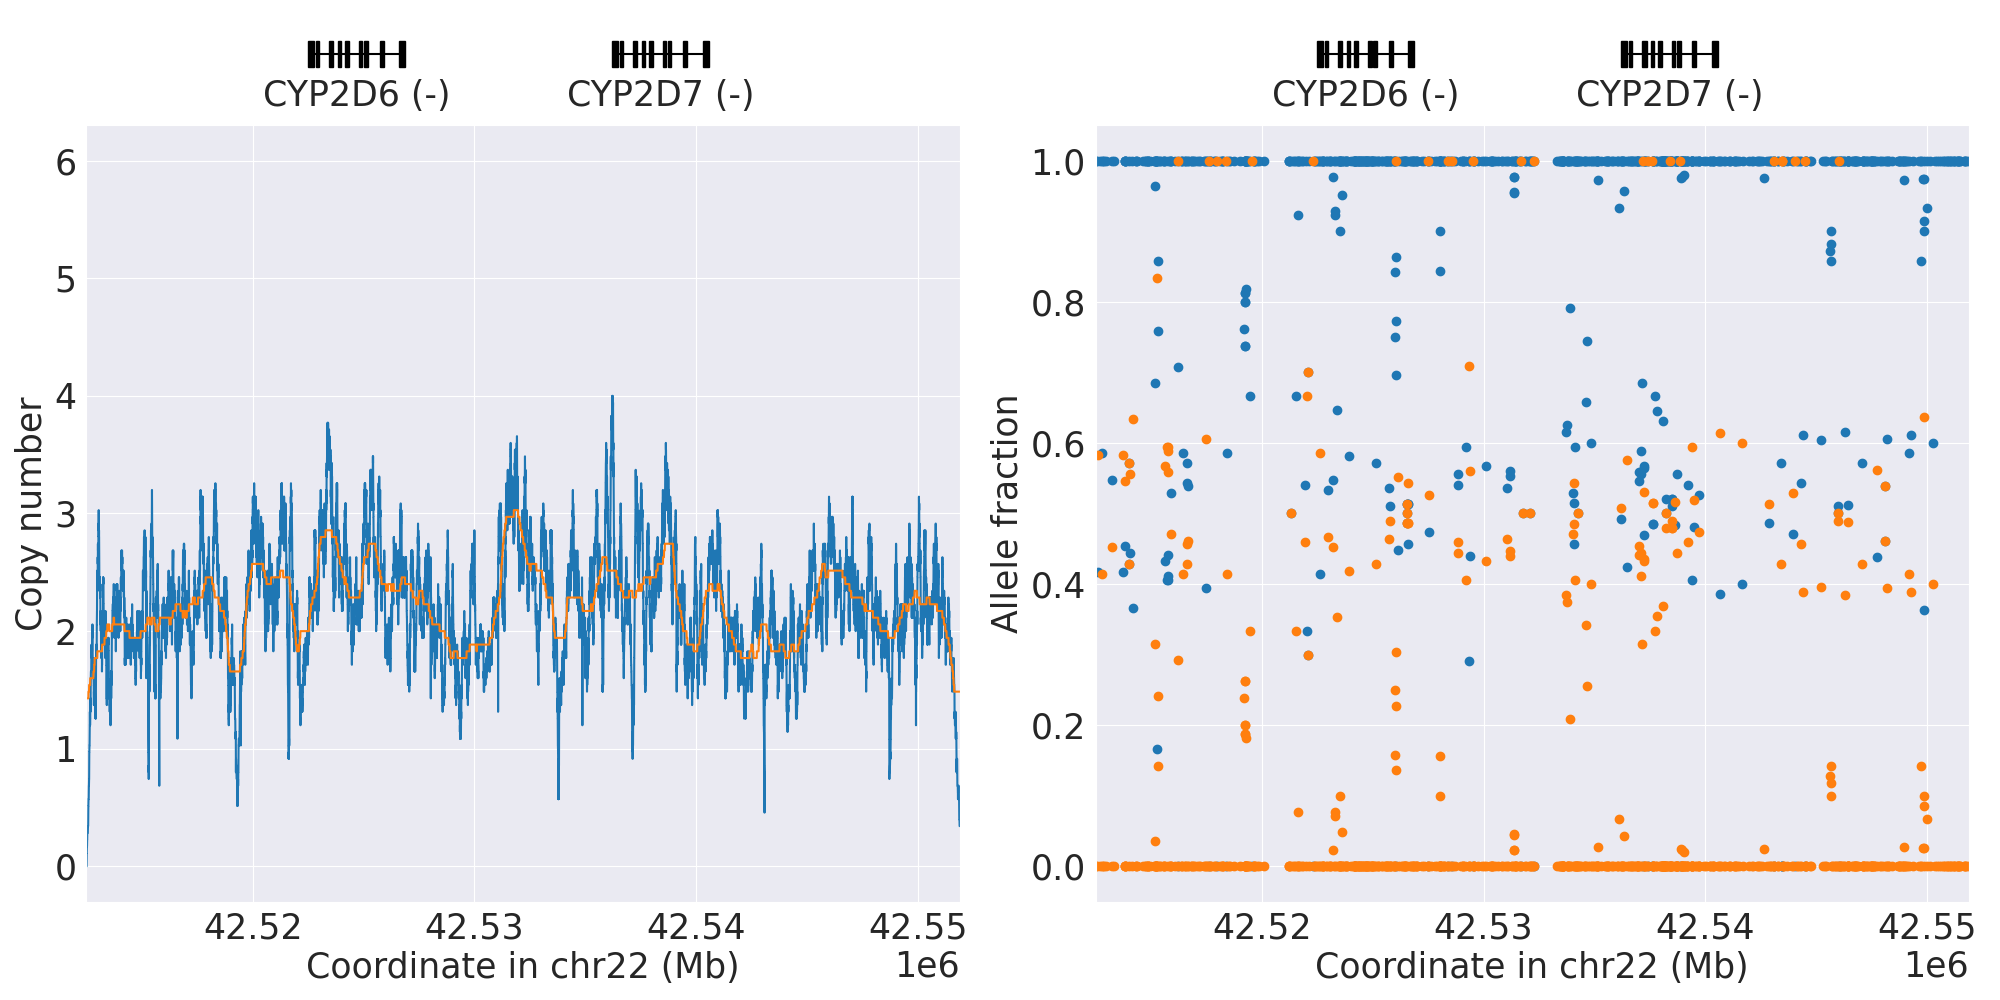 CYP2D6 (-) CYP2D7 (-)
6
5
4
3
2
1
0
Copy number
42.52 42.53 42.54 42.55
Coordinate in chr22 (Mb) 1e6
CYP2D6 (-) CYP2D7 (-)
1.0
0.8
0.6
0.4
0.2
0.0
Allele fraction
42.52 42.53 42.54 42.55
Coordinate in chr22 (Mb) 1e6